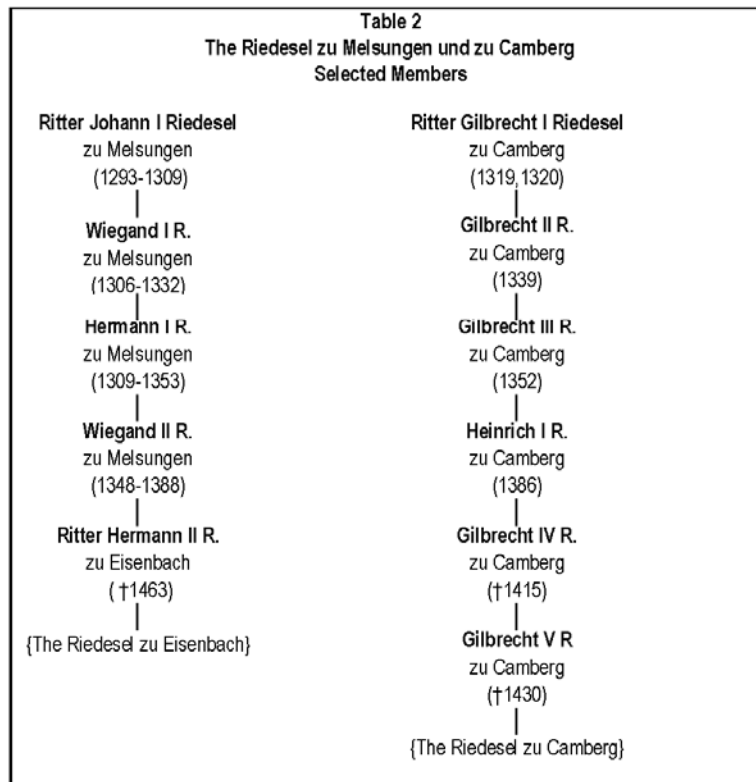 Table 2
The Riedesel zu Melsungen und zu Camberg
Selected Members
Ritter Johann I Riedesel
zu Melsungen
(1293-1309)
Wiegand I R.
zu Melsungen
(1306-1332)
Hermann I R.
zu Melsungen
(1309-1353)
Wiegand II R.
zu Melsungen
(1348-1388)
Ritter Hermann II R.
zu Eisenbach
( †1463)
{The Riedesel zu Eisenbach}
Ritter Gilbrecht I Riedesel
zu Camberg
(1319,1320)
Gilbrecht II R.
zu Camberg
(1339)
Gilbrecht III R.
zu Camberg
(1352)
Heinrich I R.
zu Camberg
(1386)
Gilbrecht IV R.
zu Camberg
(†1415)
Gilbrecht V R
zu Camberg
(†1430)
{The Riedesel zu Camberg}